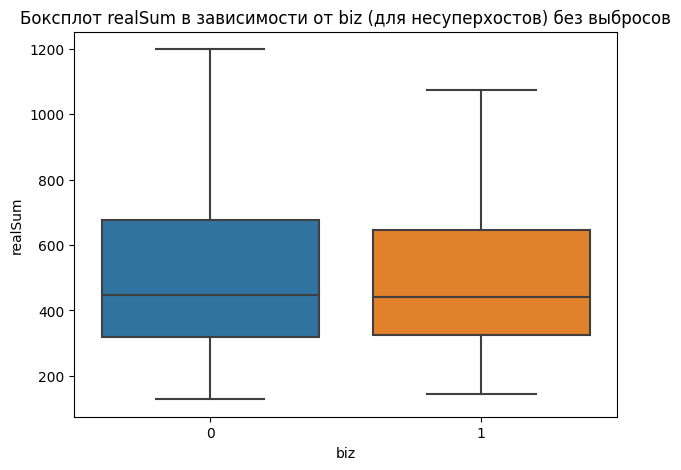 Боксплот realSum в зависимости от biz (для несуперхостов) без выбросов
1200
1000
800
600
400
200
realSum
0
1
biz